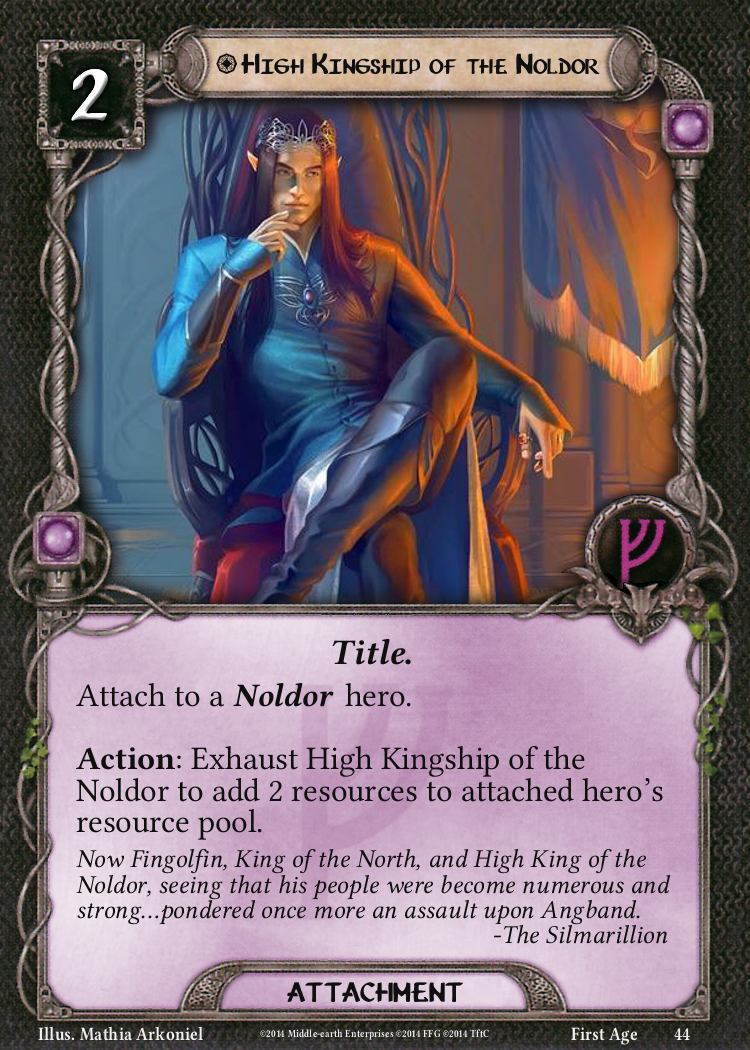 2
High Kingship of the Noldor
Title.
Attach to a Noldor hero.
Action: Exhaust High Kingship of the
Noldor to add 2 resources to attached hero's
resource pool.
Now Fingolfin, King of the North, and High King of the
Noldor, seeing that his people were become numerous and
strong...pondered once more an assault upon Angband.
-The Silmarillion
ATTACHMENT
Illus. Mathia Arkoniel ©2014 Middle-earth Enterprises ©2014 FFG ©2014 TftC First Age 44